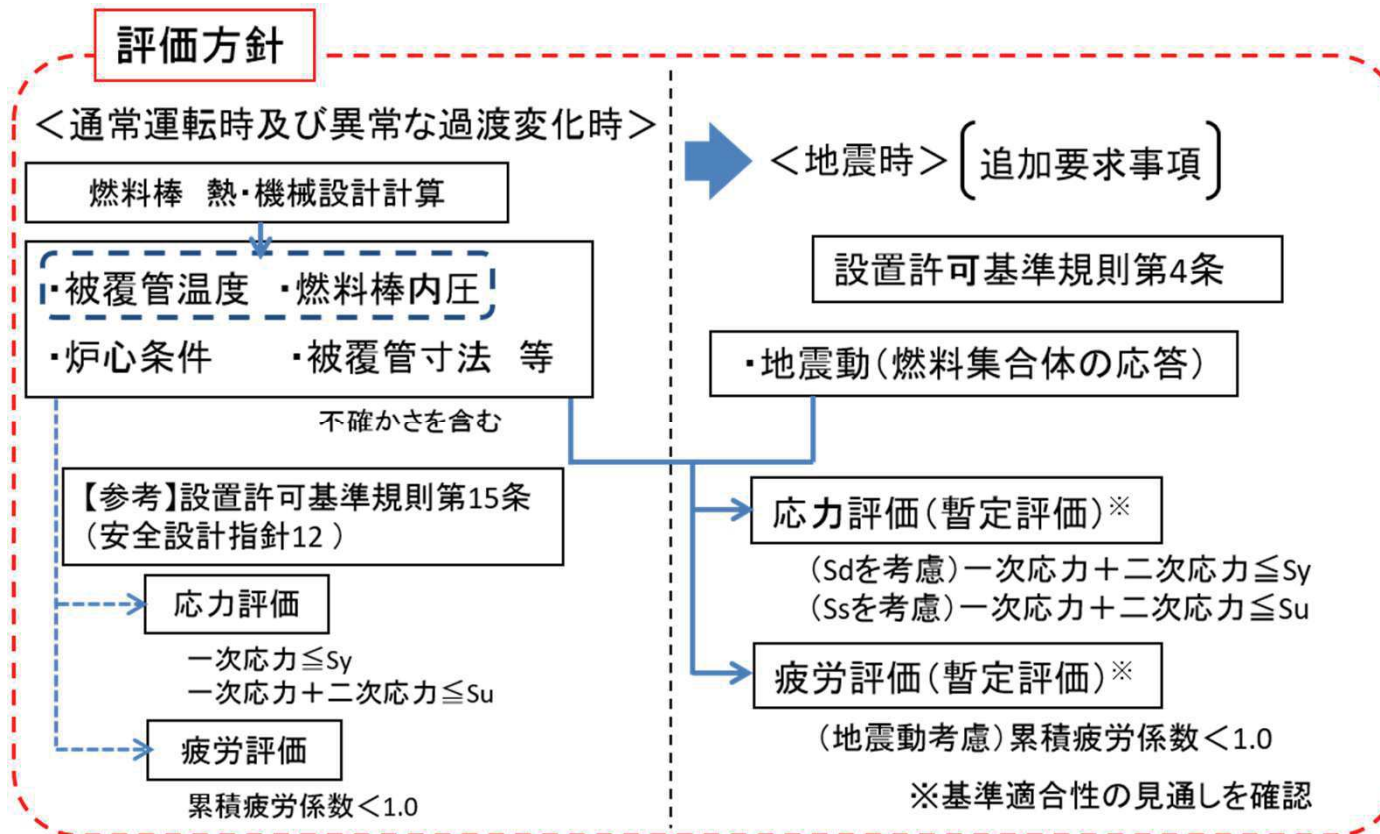 評価方針
＜通常運転時及び異常な過渡変化時＞
燃料棒　熱・機械設計計算
・被覆管温度　・燃料棒内圧
・炉心条件　・被覆管寸法　等
不確かさを含む
【参考】設置許可基準規則第15条
（安全設計指針12 ）
応力評価
一次応力≦Sy
一次応力＋二次応力≦Su
疲労評価
累積疲労係数＜1.0
＜地震時＞〔追加要求事項〕
設置許可基準規則第4条
・地震動（燃料集合体の応答）
応力評価（暫定評価）※
（Sdを考慮）一次応力＋二次応力≦Sy
（Ssを考慮）一次応力＋二次応力≦Su
疲労評価（暫定評価）※
（地震動考慮）累積疲労係数＜1.0
※基準適合性の見通しを確認